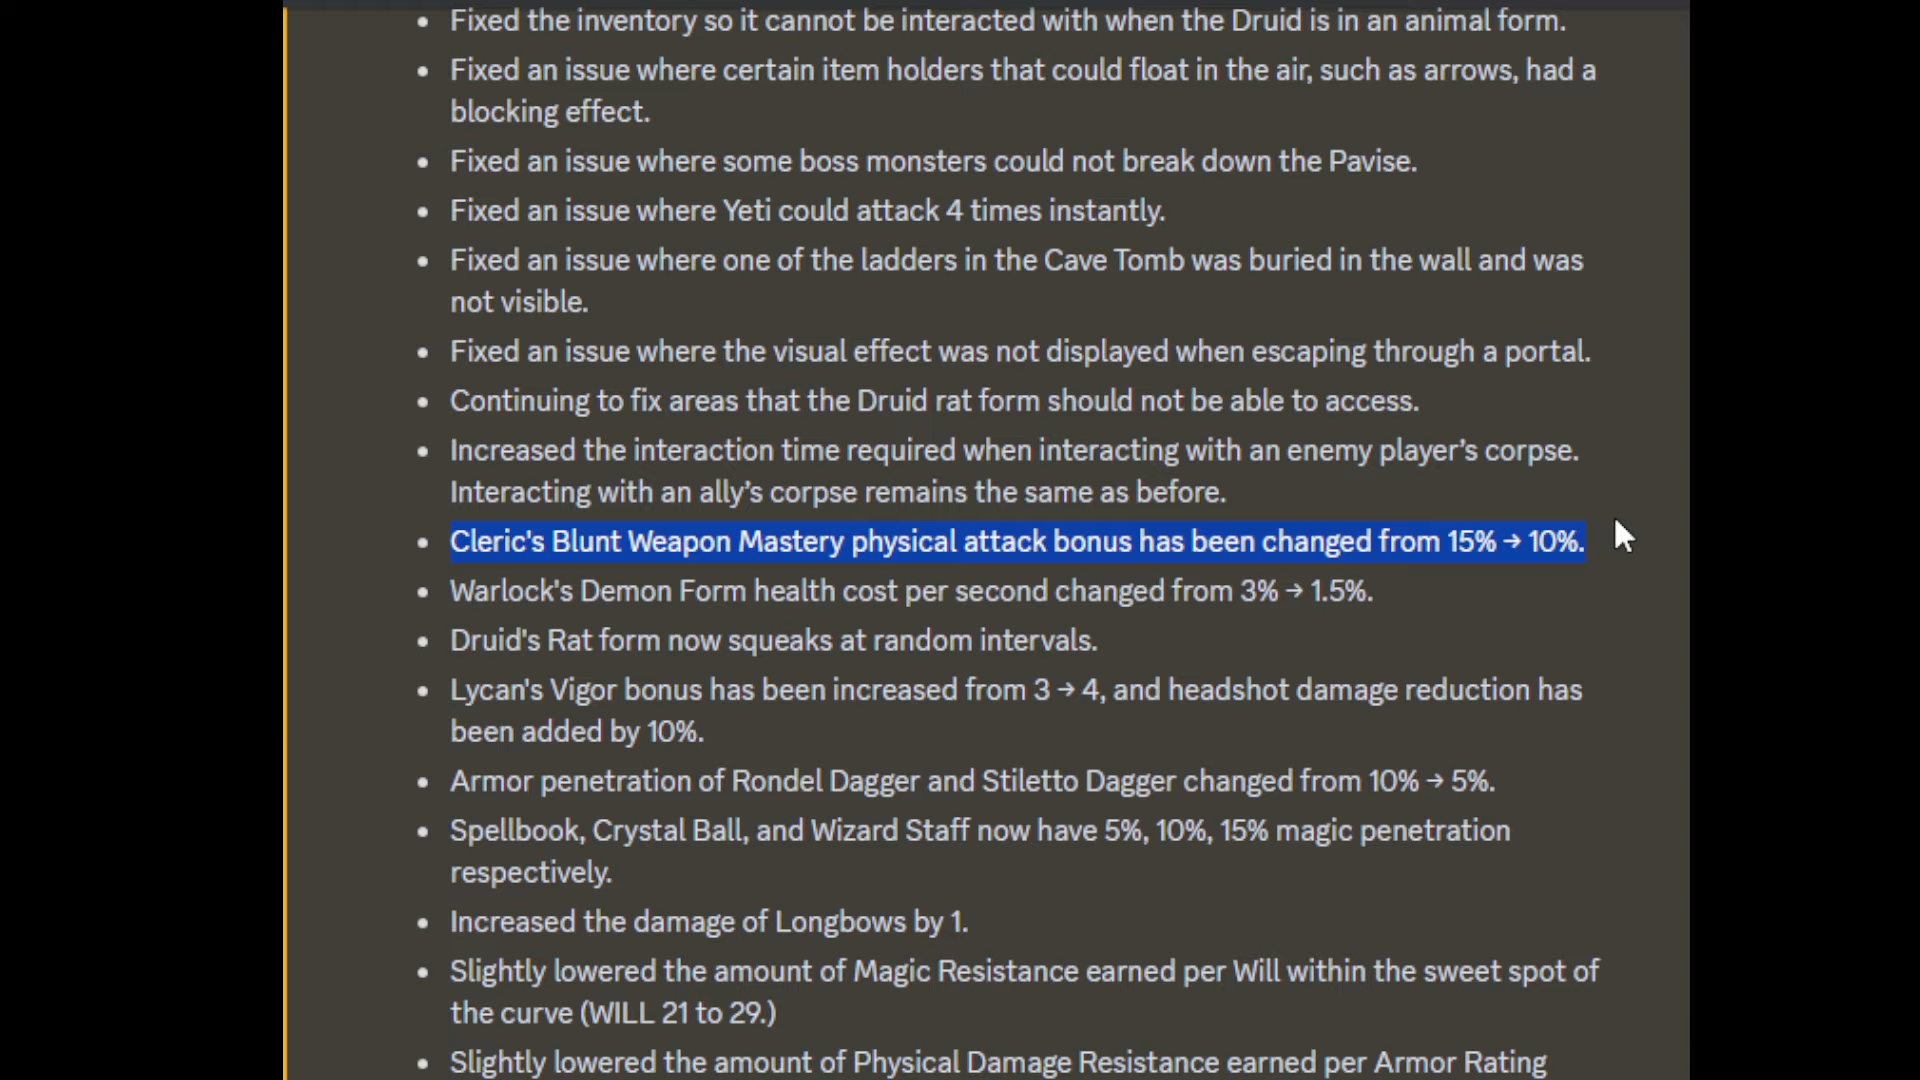 • Fixed the inventory so it cannot be interacted with when the Druid is in an animal form.
• Fixed an issue where certain item holders that could float in the air, such as arrows, had a
blocking effect.
• Fixed an issue where some boss monsters could not break down the Pavise.
• Fixed an issue where Yeti could attack 4 times instantly.
• Fixed an issue where one of the ladders in the Cave Tomb was buried in the wall and was
not visible.
• Fixed an issue where the visual effect was not displayed when escaping through a portal.
• Continuing to fix areas that the Druid rat form should not be able to access.
• Increased the interaction time required when interacting with an enemy player’s corpse.
Interacting with an ally’s corpse remains the same as before.
• Cleric's Blunt Weapon Mastery physical attack bonus has been changed from 15% → 10%.
• Warlock's Demon Form health cost per second changed from 3% → 1.5%.
• Druid's Rat form now squeaks at random intervals.
• Lycan's Vigor bonus has been increased from 3 → 4, and headshot damage reduction has
been added by 10%.
• Armor penetration of Rondel Dagger and Stiletto Dagger changed from 10% → 5%.
• Spellbook, Crystal Ball, and Wizard Staff now have 5%, 10%, 15% magic penetration
respectively.
• Increased the damage of Longbows by 1.
• Slightly lowered the amount of Magic Resistance earned per Will within the sweet spot of
the curve (WILL 21 to 29.)
• Slightly lowered the amount of Physical Damage Resistance earned per Armor Rating